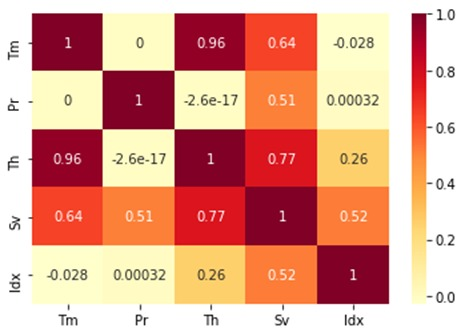 Tm 1 0 0.96 0.64 -0.028
Pr 0 1 -2.6e-17 0.51 0.00032
Th 0.96 -2.6e-17 1 0.77 0.26
Sv 0.64 0.51 0.77 1 0.52
Idx -0.028 0.00032 0.26 0.52 1
Tm Pr Th Sv Idx
1.0
0.8
0.6
0.4
0.2
0.0